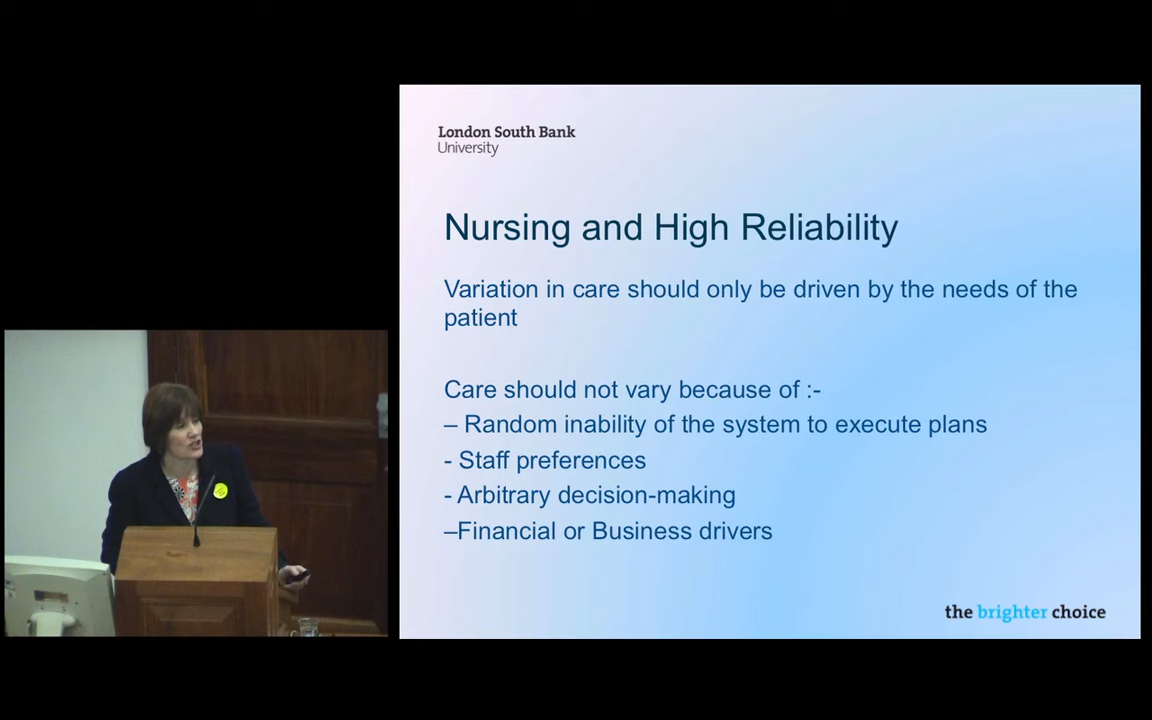 London South Bank
University
Nursing and High Reliability
Variation in care should only be driven by the needs of the
patient
Care should not vary because of :-
– Random inability of the system to execute plans
- Staff preferences
- Arbitrary decision-making
–Financial or Business drivers
the brighter choice